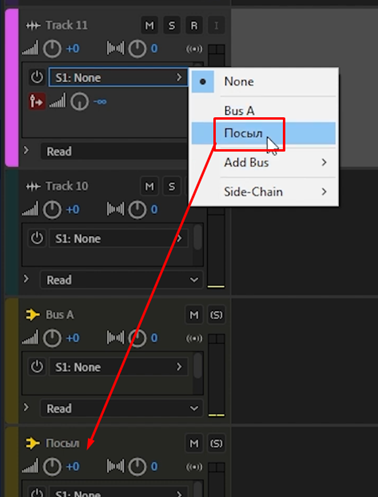 Track 11 M S R I
+0 0
S1: None >
-∞
> Read
None
Bus A
Посыл
Add Bus >
Side-Chain >
Track 10 M S
+0 0
S1: None >
> Read
Bus A M (S)
+0 0
S1: None >
> Read
Посыл M (S)
+0 0
S1: None